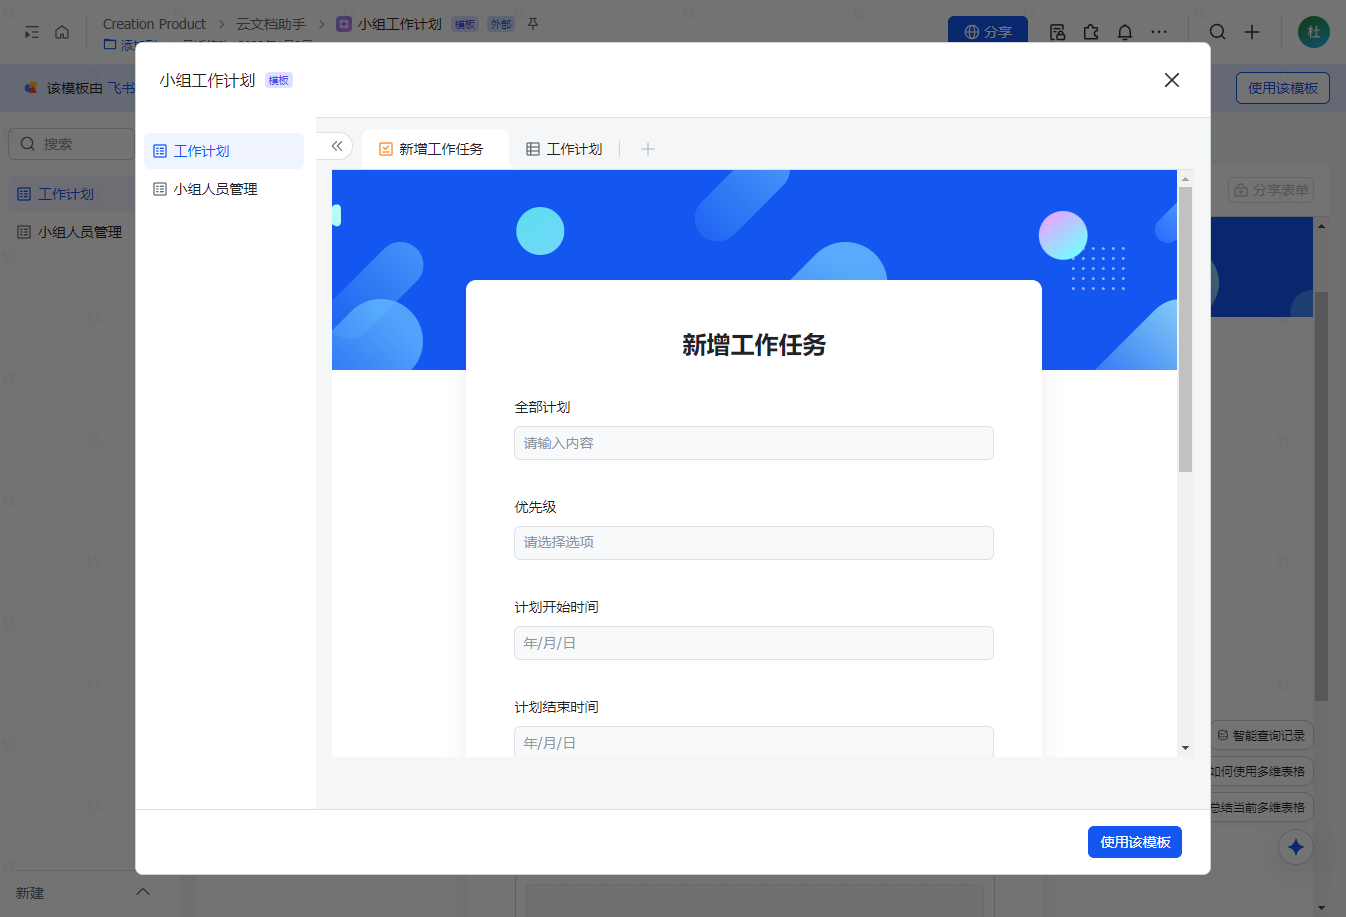 Creation Product
云文档助手
小组工作计划 模板 外部
分享
杜
该模板由 飞书
使用该模板
搜索
工作计划
小组人员管理
分享表单
小组工作计划 模板
工作计划
小组人员管理
新增工作任务
工作计划
新增工作任务
全部计划
请输入内容
优先级
请选择选项
计划开始时间
年/月/日
计划结束时间
年/月/日
智能查询记录
如何使用多维表格
总结当前多维表格
使用该模板
新建